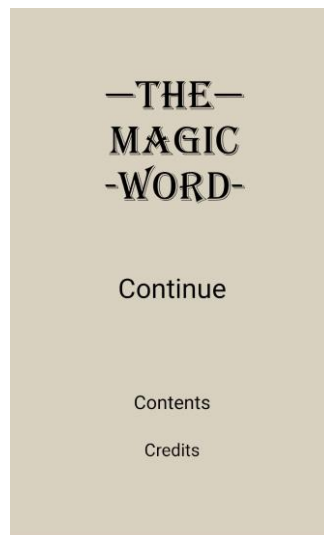 —THE—
MAGIC
-WORD-
Continue
Contents
Credits